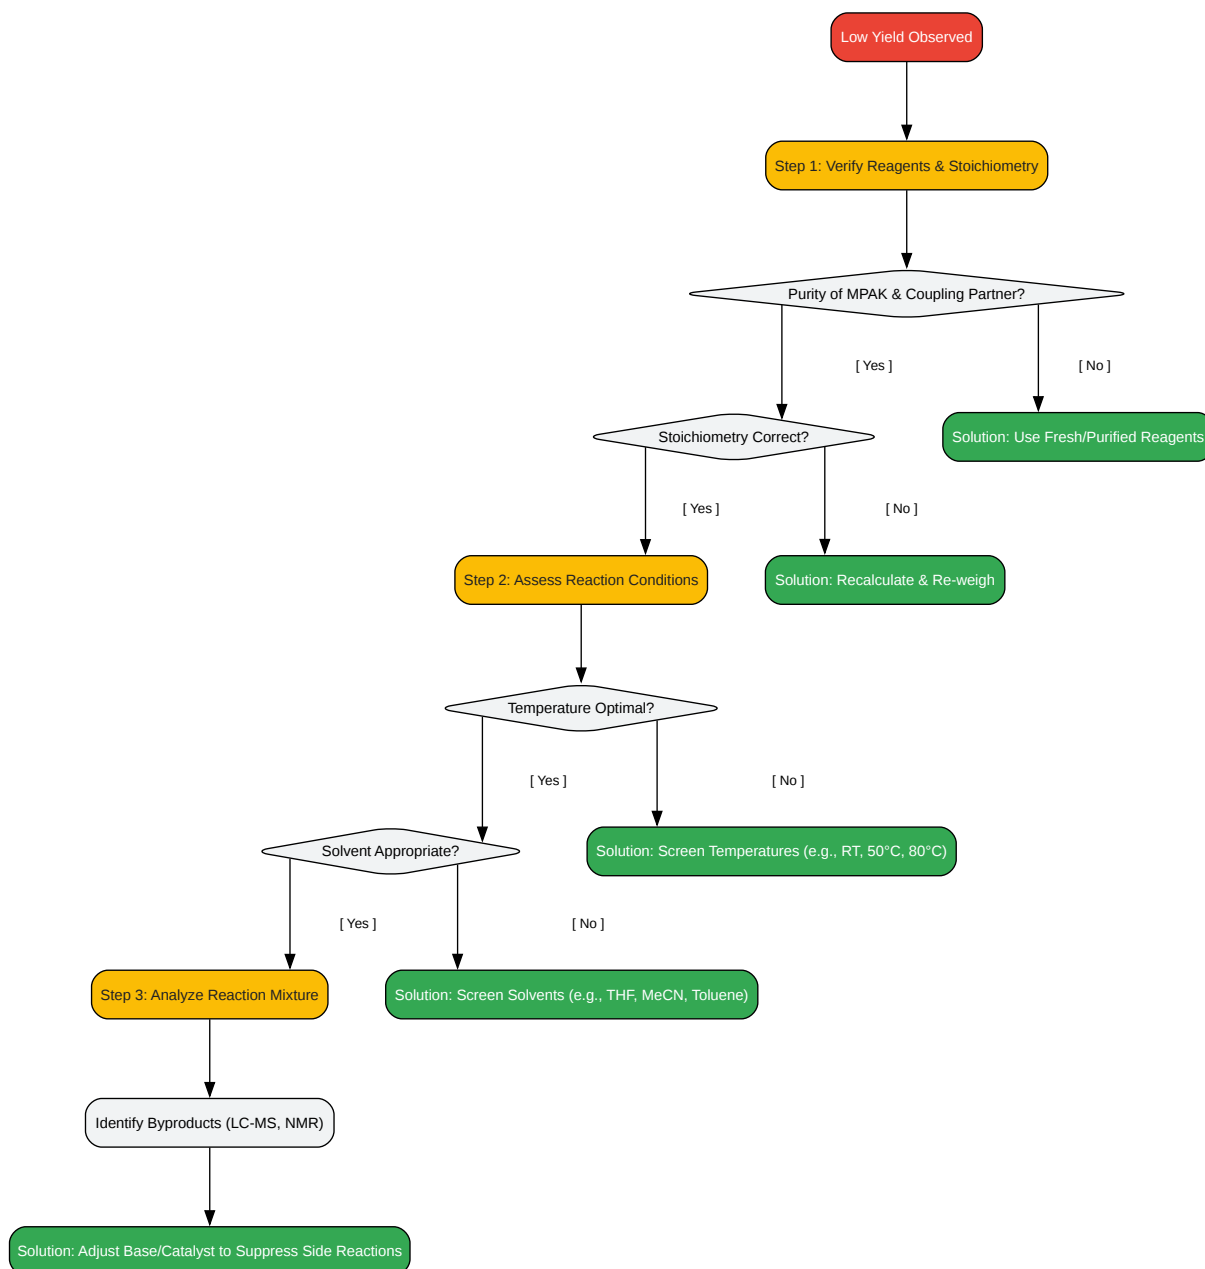 Low Yield Observed
Step 1: Verify Reagents & Stoichiometry
Purity of MPAK & Coupling Partner?
[ Yes ]
[ No ]
Stoichiometry Correct?
Solution: Use Fresh/Purified Reagents
[ Yes ]
[ No ]
Step 2: Assess Reaction Conditions
Solution: Recalculate & Re-weigh
Temperature Optimal?
[ Yes ]
[ No ]
Solvent Appropriate?
Solution: Screen Temperatures (e.g., RT, 50°C, 80°C)
[ Yes ]
[ No ]
Step 3: Analyze Reaction Mixture
Solution: Screen Solvents (e.g., THF, MeCN, Toluene)
Identify Byproducts (LC-MS, NMR)
Solution: Adjust Base/Catalyst to Suppress Side Reactions